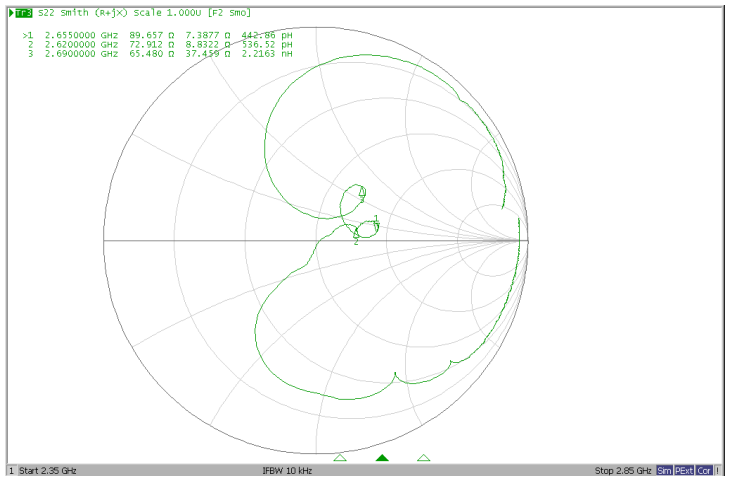 Tr3 S22 Smith (R+jX) Scale 1.000U [F2 Smo]
>1 2.6550000 GHz 89.657 Ω 7.3877 Ω 442.86 pH
2 2.6200000 GHz 72.912 Ω 8.8322 Ω 536.52 pH
3 2.6900000 GHz 65.480 Ω 37.459 Ω 2.2163 nH
3
1
2
1 Start 2.35 GHz IFBW 10 kHz Stop 2.85 GHz Sim PExt Cor !